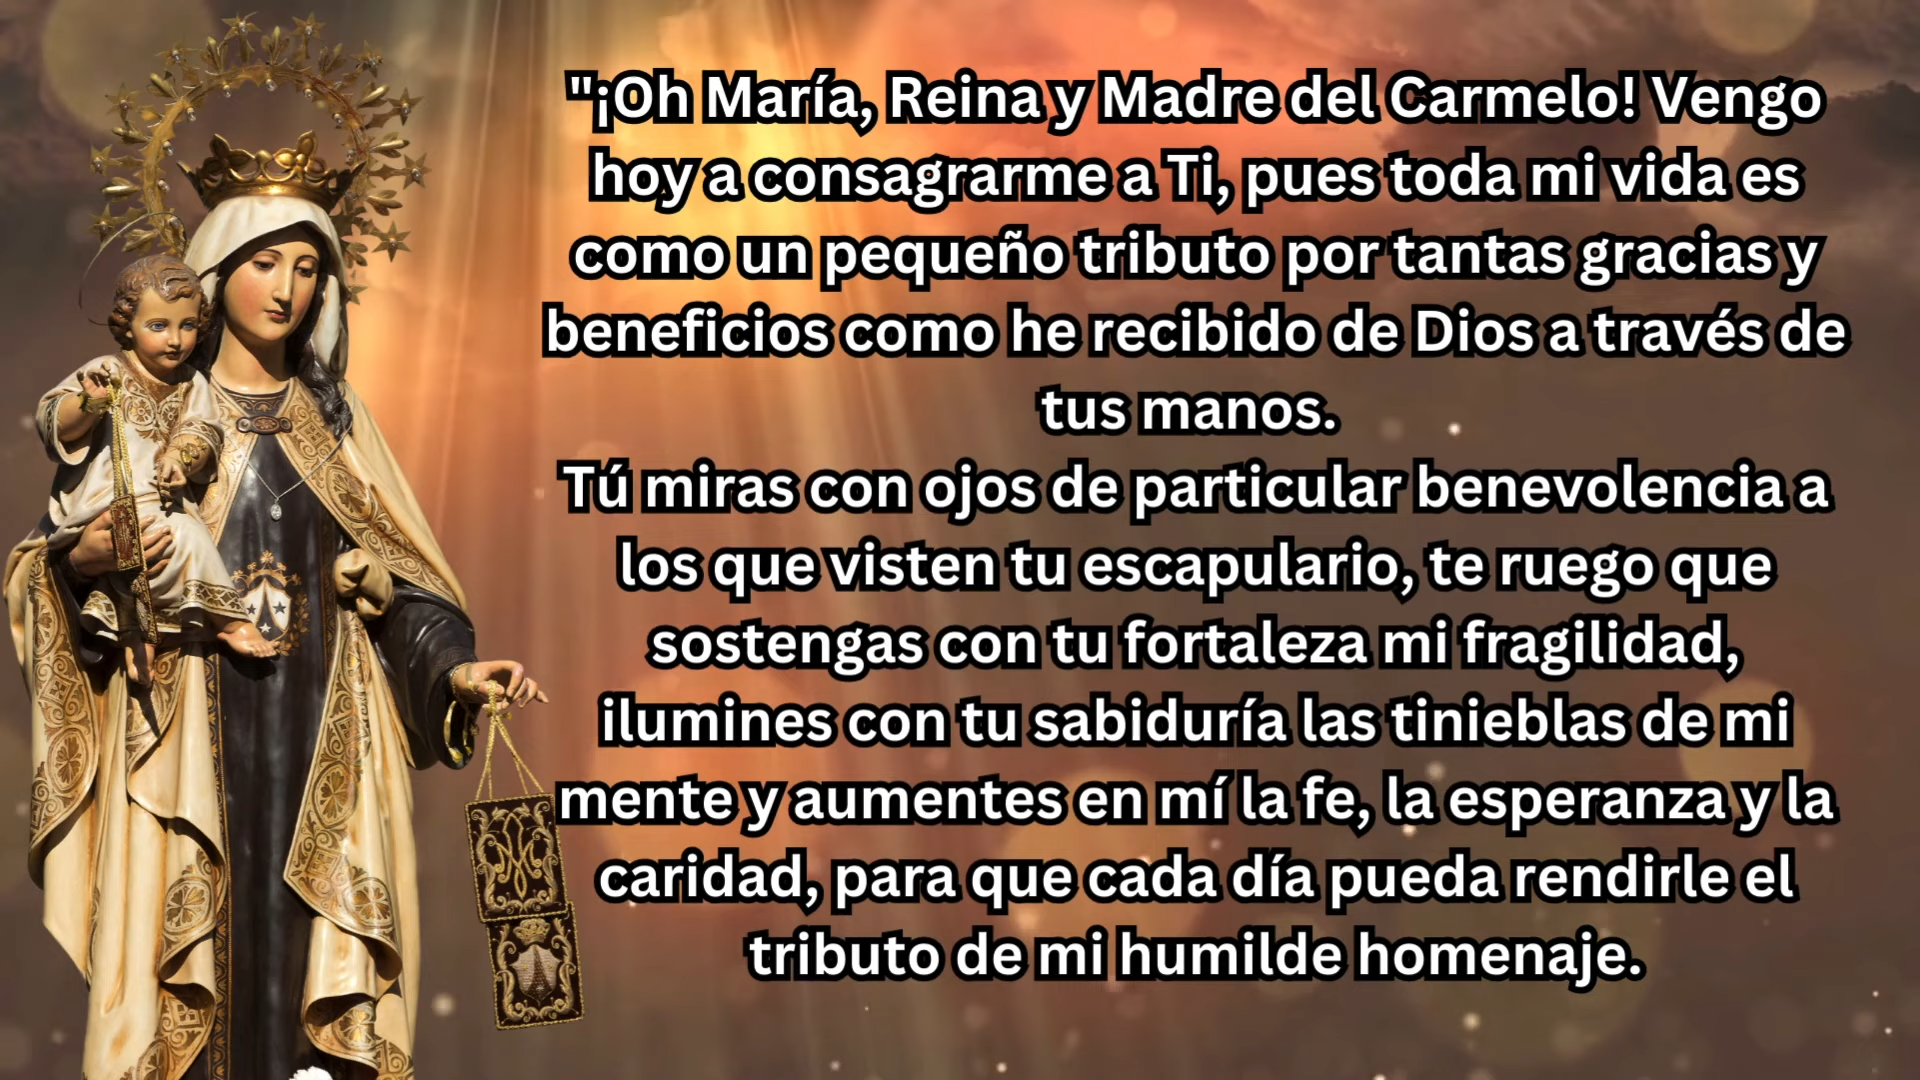 "¡Oh María, Reina y Madre del Carmelo! Vengo
hoy a consagrarme a Ti, pues toda mi vida es
como un pequeño tributo por tantas gracias y
beneficios como he recibido de Dios a través de
tus manos.
Tú miras con ojos de particular benevolencia a
los que visten tu escapulario, te ruego que
sostengas con tu fortaleza mi fragilidad,
ilumines con tu sabiduría las tinieblas de mi
mente y aumentes en mí la fe, la esperanza y la
caridad, para que cada día pueda rendirle el
tributo de mi humilde homenaje.